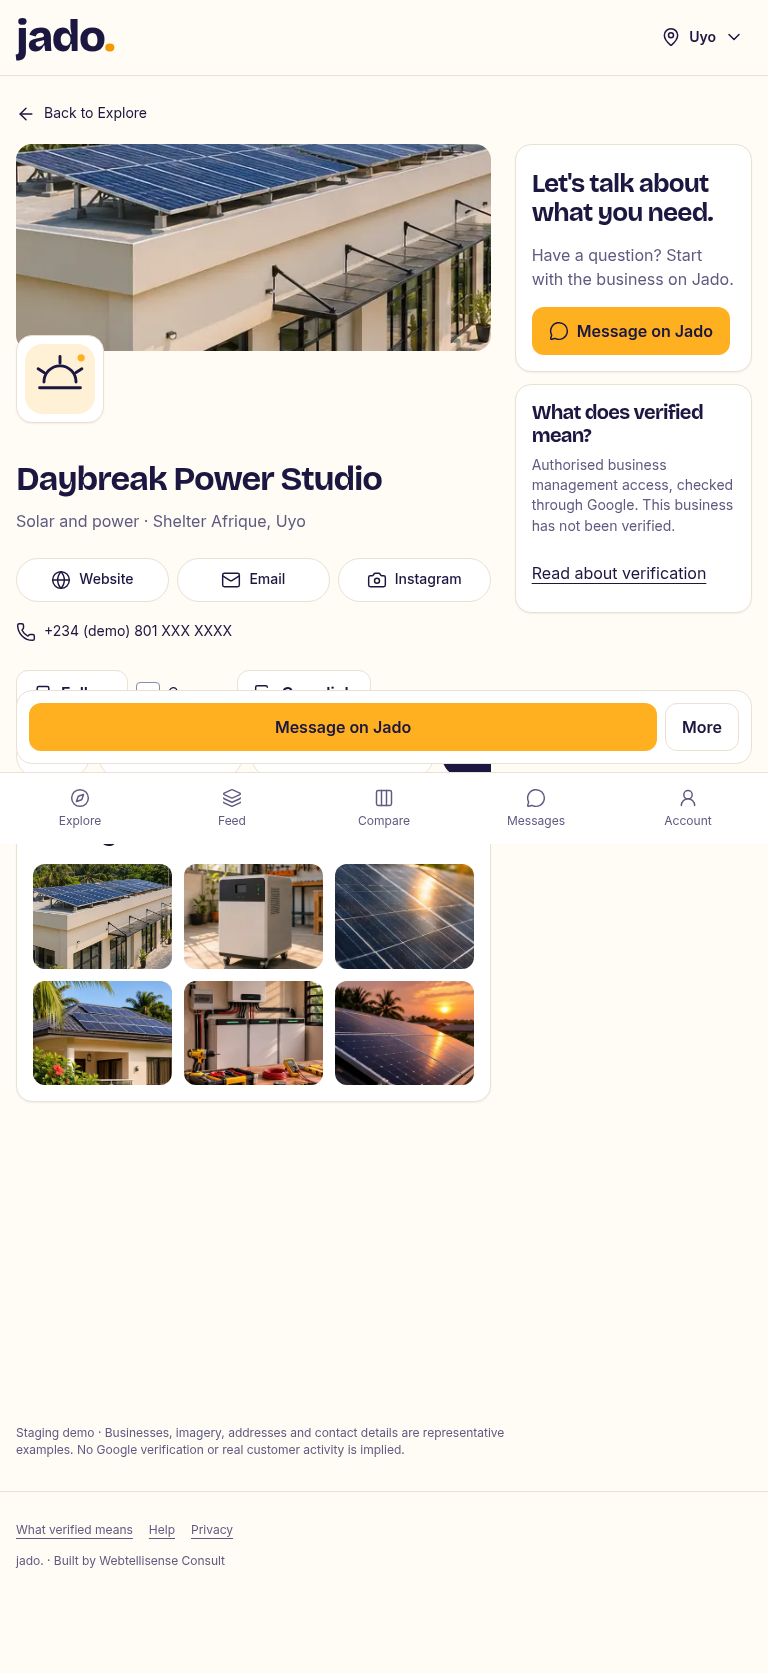 jado.
Uyo
Back to Explore
Daybreak Power Studio
Solar and power · Shelter Afrique, Uyo
Website
Email
Instagram
+234 (demo) 801 XXX XXXX
Let's talk about
what you need.
Have a question? Start
with the business on Jado.
Message on Jado
What does verified
mean?
Authorised business
management access, checked
through Google. This business
has not been verified.
Read about verification
Message on Jado
More
Explore
Feed
Compare
Messages
Account
Staging demo · Businesses, imagery, addresses and contact details are representative
examples. No Google verification or real customer activity is implied.
What verified means
Help
Privacy
jado. · Built by Webtellisense Consult